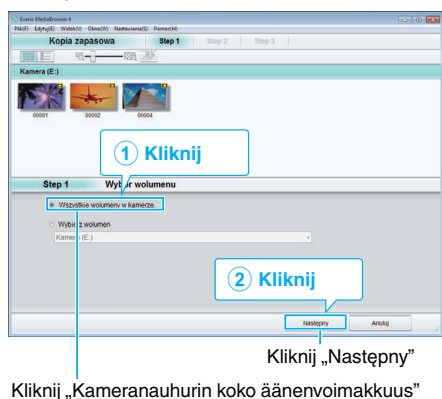 Everio MediaBrowser 4
Plik(F) Edytuj(E) Widok(V) Okno(W) Nastawienia(S) Pomoc(H)
Kopia zapasowa Step 1 Step 2 Step 3
Kamera (E:)
00001 00002 00004
1 Kliknij
Step 1 Wybór wolumenu
Wszystkie wolumeny w kamerze.
Wybierz wolumen
Kamera (E:)
2 Kliknij
Następny Anuluj
Kliknij „Następny”
Kliknij „Kameranauhurin koko äänenvoimakkuus”